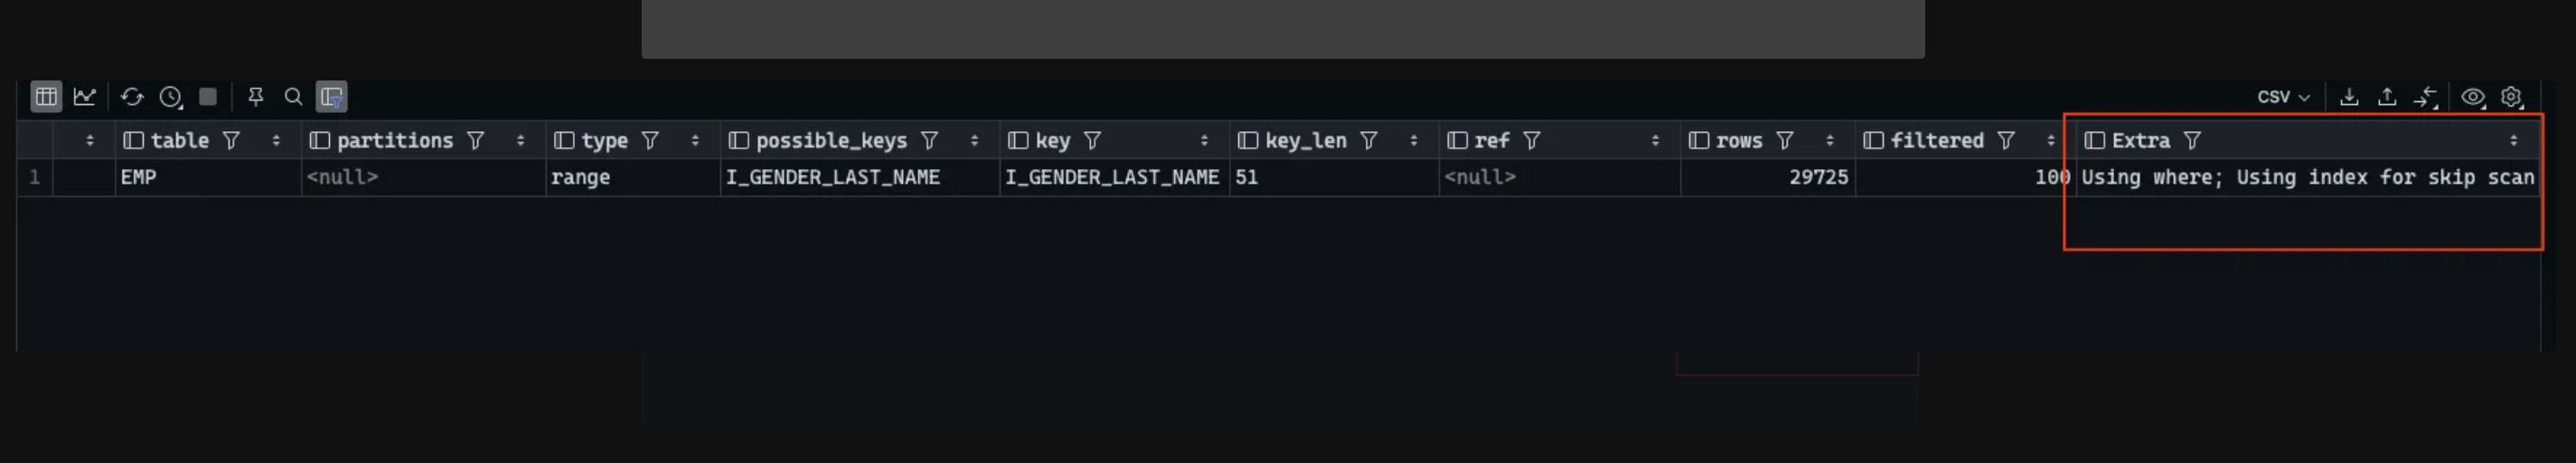 CSV
table partitions type possible_keys key key_len ref rows filtered Extra
1 EMP <null> range I_GENDER_LAST_NAME I_GENDER_LAST_NAME 51 <null> 29725 100 Using where; Using index for skip scan